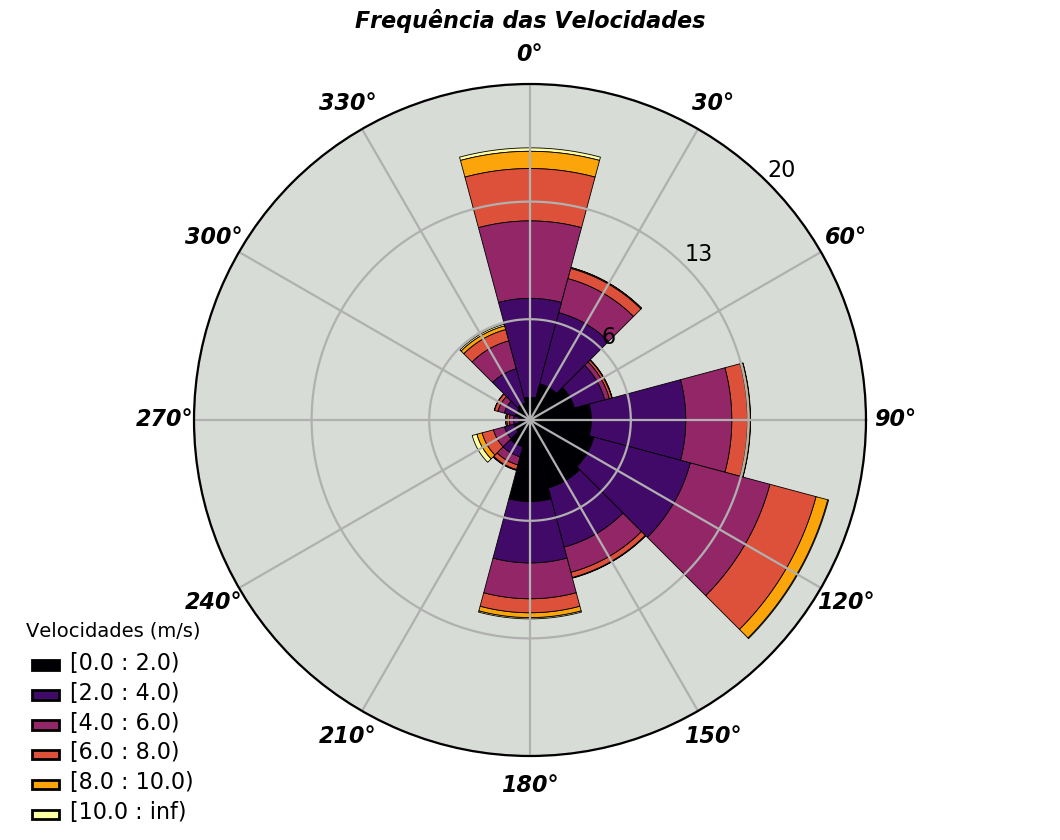 Frequência das Velocidades
0°
330°
30°
20
300°
60°
13
6
270°
90°
240°
120°
210°
150°
180°
Velocidades (m/s)
[0.0 : 2.0)
[2.0 : 4.0)
[4.0 : 6.0)
[6.0 : 8.0)
[8.0 : 10.0)
[10.0 : inf)